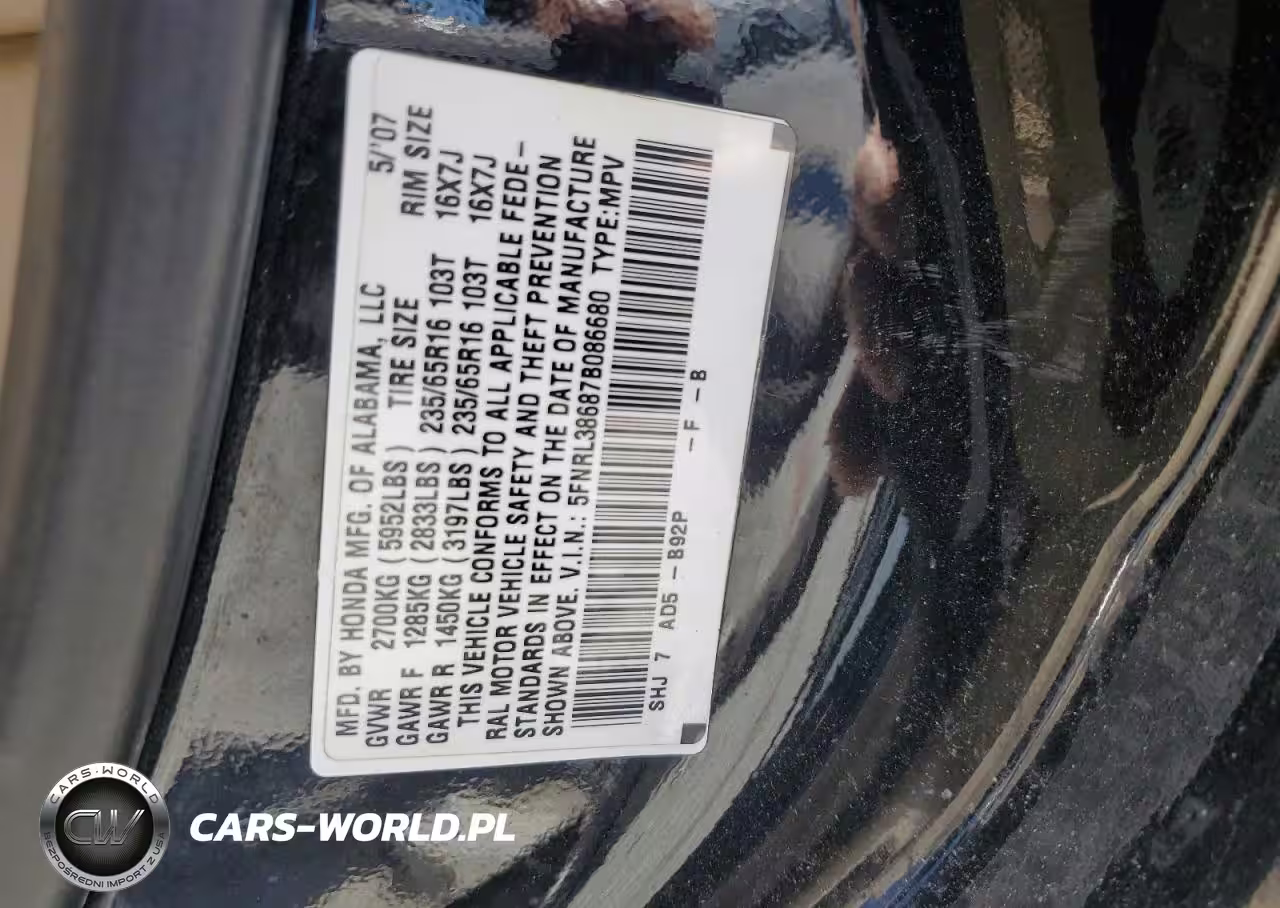 MFD. BY HONDA MFG. OF ALABAMA, LLC 5/'07
GVWR 2700KG (5952LBS) TIRE SIZE RIM SIZE
GAWR F 1285KG (2833LBS) 235/65R16 103T 16X7J
GAWR R 1450KG (3197LBS) 235/65R16 103T 16X7J
THIS VEHICLE CONFORMS TO ALL APPLICABLE FEDE-
RAL MOTOR VEHICLE SAFETY AND THEFT PREVENTION
STANDARDS IN EFFECT ON THE DATE OF MANUFACTURE
SHOWN ABOVE. V.I.N.: 5FNRL38687B086680 TYPE:MPV
SHJ 7 AD5-B92P -F-B
CARS-WORLD
CW
BEZPOŚREDNI IMPORT Z USA
CARS-WORLD.PL